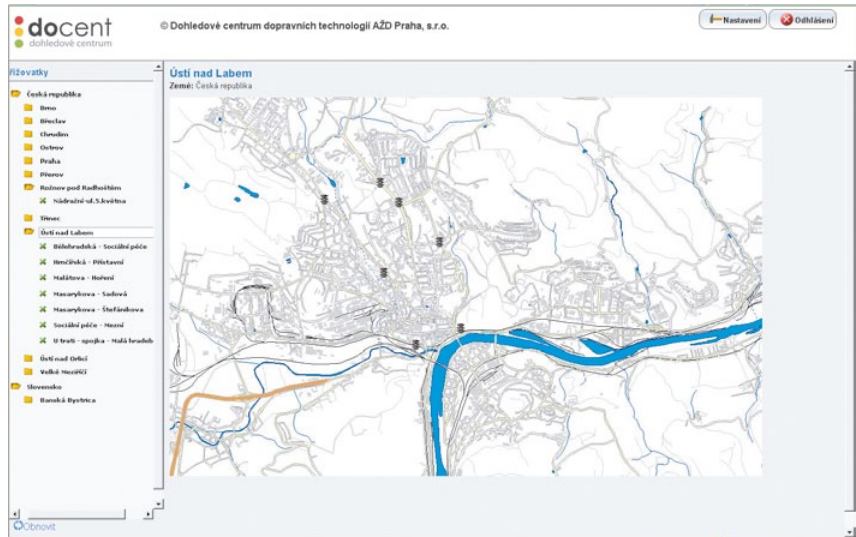 docent
dohledové centrum
© Dohledové centrum dopravních technologií AŽD Praha, s.r.o.
Nastavení
Odhlášení
řižovatky
Česká republika
Brno
Břeclav
Chrudim
Ostrov
Praha
Přerov
Rožnov pod Radhoštěm
Nádražní-ul.5.května
Třinec
Ústí nad Labem
Bělehradská - Sociální péče
Hrnčířská - Přístavní
Malátova - Hoření
Masarykova - Sadová
Masarykova - Štefánikova
Sociální péče - Mezní
U trati - spojka - Malá hradeb
Ústí nad Orlicí
Velké Meziříčí
Slovensko
Banská Bystrica
Obnovit
Ústí nad Labem
Země: Česká republika